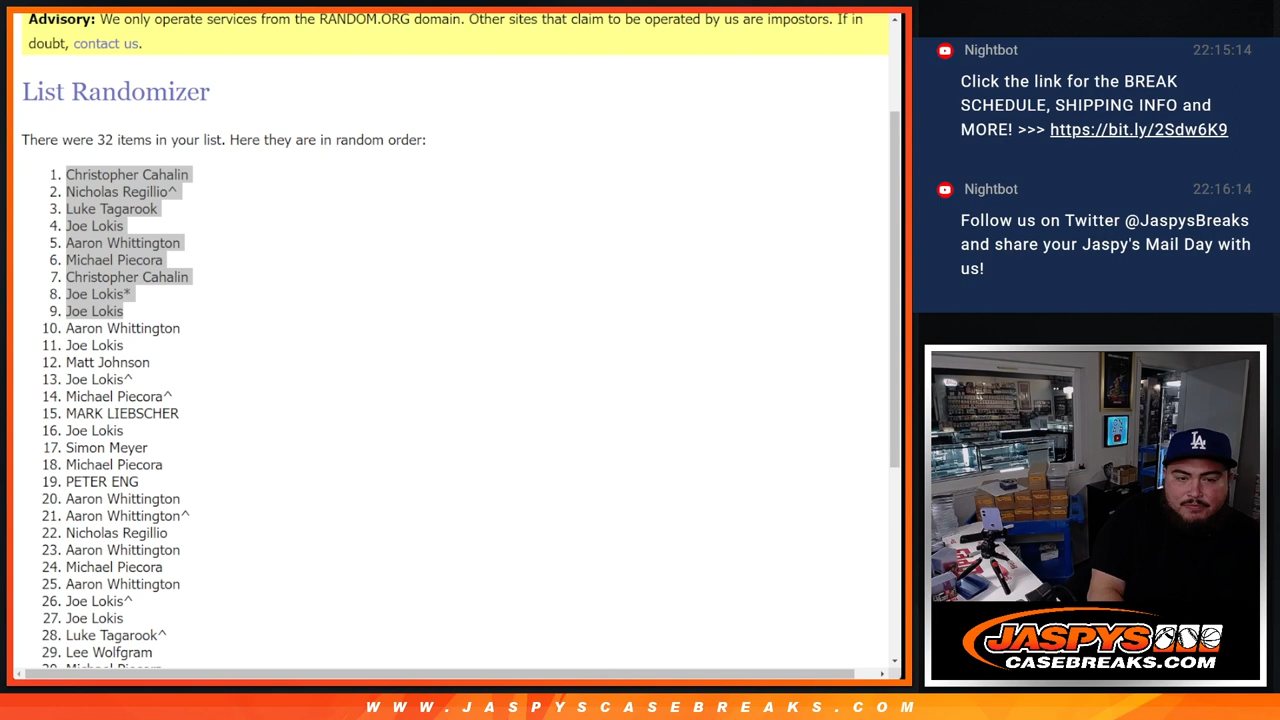 Advisory: We only operate services from the RANDOM.ORG domain. Other sites that claim to be operated by us are impostors. If in
doubt, contact us.
List Randomizer
There were 32 items in your list. Here they are in random order:
1. Christopher Cahalin
2. Nicholas Regillio^
3. Luke Tagarook
4. Joe Lokis
5. Aaron Whittington
6. Michael Piecora
7. Christopher Cahalin
8. Joe Lokis*
9. Joe Lokis
10. Aaron Whittington
11. Joe Lokis
12. Matt Johnson
13. Joe Lokis^
14. Michael Piecora^
15. MARK LIEBSCHER
16. Joe Lokis
17. Simon Meyer
18. Michael Piecora
19. PETER ENG
20. Aaron Whittington
21. Aaron Whittington^
22. Nicholas Regillio
23. Aaron Whittington
24. Michael Piecora
25. Aaron Whittington
26. Joe Lokis^
27. Joe Lokis
28. Luke Tagarook^
29. Lee Wolfgram
Nightbot 22:15:14
Click the link for the BREAK
SCHEDULE, SHIPPING INFO and
MORE! >>> https://bit.ly/2Sdw6K9
Nightbot 22:16:14
Follow us on Twitter @JaspysBreaks
and share your Jaspy's Mail Day with
us!
LA
JASPYS
CASEBREAKS.COM
WWW.JASPYSCASEBREAKS.COM